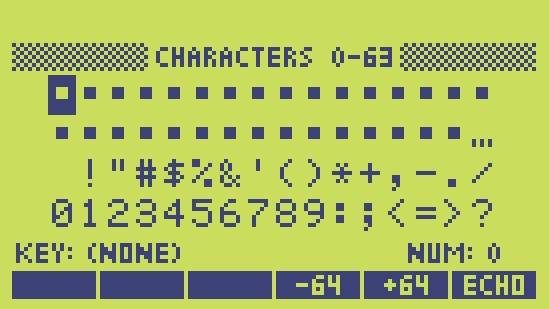 CHARACTERS 0-63
■■■■■■■■■■■■■■■■
■■■■■■■■■■■■■■■…
!"#$%&'()*+,-./
0123456789:;<=>?
KEY: (NONE) NUM: 0
-64 +64 ECHO